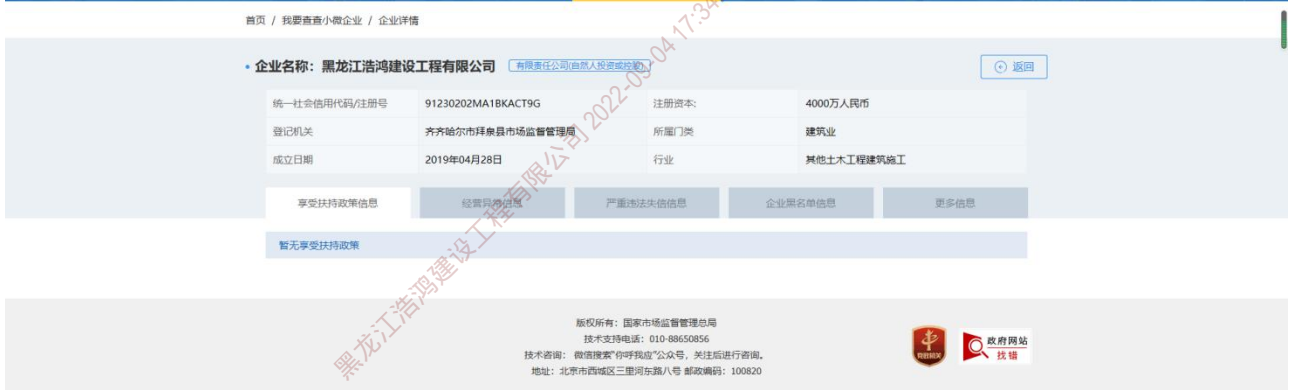 首页 / 我要查查小微企业 / 企业详情
• 企业名称：黑龙江浩鸿建设工程有限公司 有限责任公司(自然人投资或控股) 返回
统一社会信用代码/注册号 91230202MA1BKACT9G 注册资本: 4000万人民币
登记机关 齐齐哈尔市拜泉县市场监督管理局 所属门类 建筑业
成立日期 2019年04月28日 行业 其他土木工程建筑施工
享受扶持政策信息 经营异常信息 严重违法失信信息 企业黑名单信息 更多信息
暂无享受扶持政策
版权所有：国家市场监督管理总局
技术支持电话：010-88650856
技术咨询： 微信搜索“你呼我应”公众号，关注后进行咨询。
地址：北京市西城区三里河东路八号 邮政编码：100820
党政机关
政府网站
找错
黑龙江浩鸿建设工程有限公司 2022-03-04 17:34